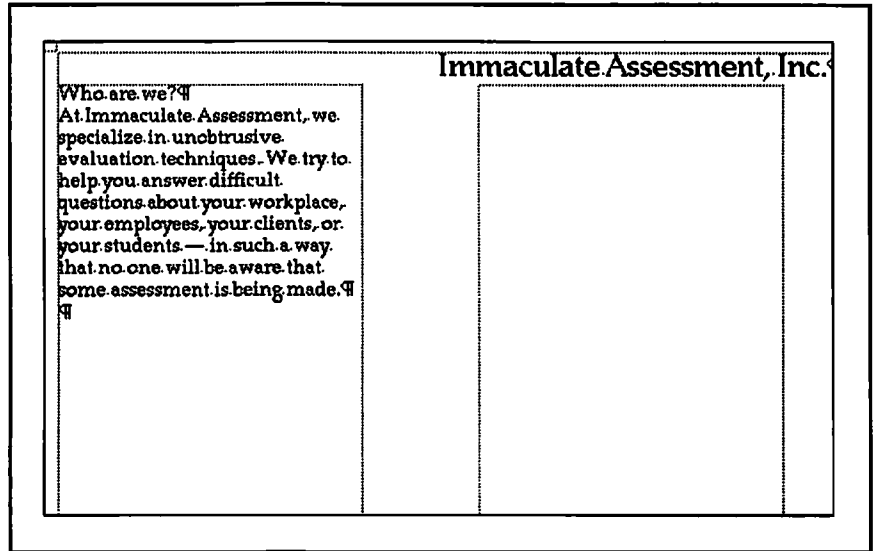 Immaculate Assessment, Inc.
Who are we?¶
At Immaculate Assessment, we
specialize in unobtrusive
evaluation techniques. We try to
help you answer difficult
questions about your workplace,
your employees, your clients, or
your students — in such a way
that no one will be aware that
some assessment is being made.¶
¶